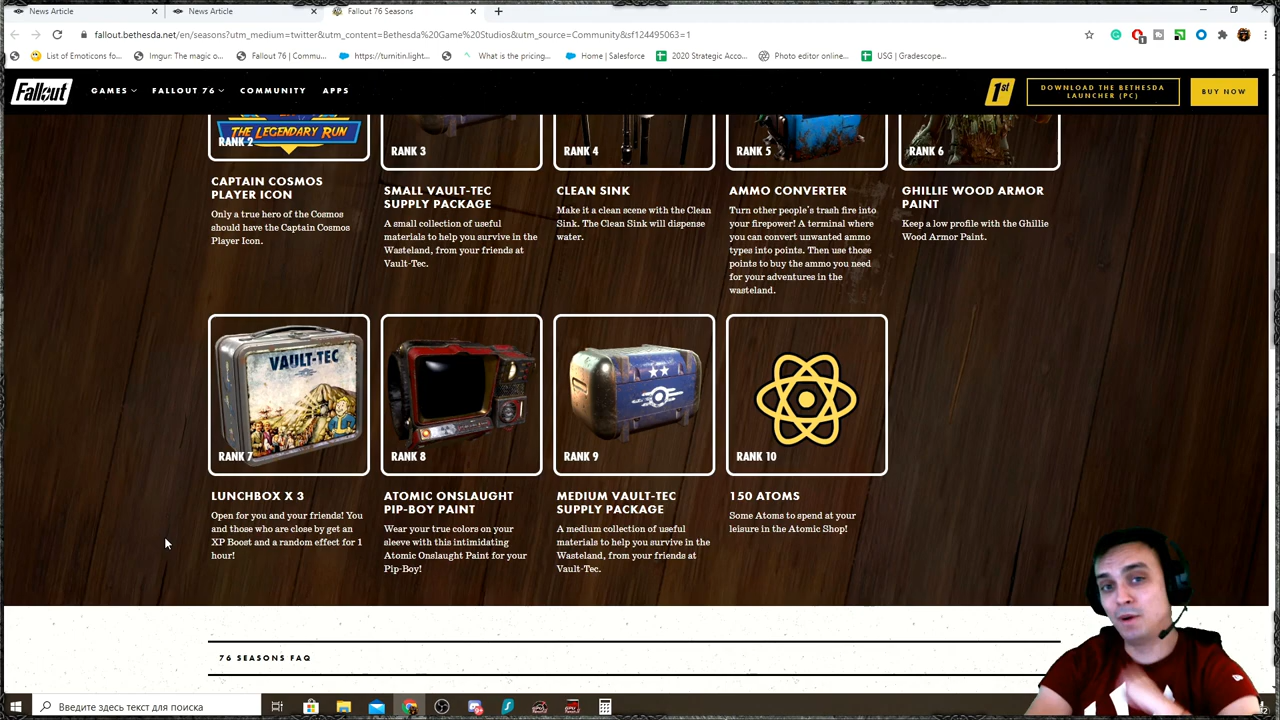 News Article
News Article
Fallout 76 Seasons
fallout.bethesda.net/en/seasons?utm_medium=twitter&utm_content=Bethesda%20Game%20Studios&utm_source=Community&sf124495063=1
List of Emoticons fo...
Imgur: The magic o...
Fallout 76 | Commu...
https://turnitin.light...
What is the pricing...
Home | Salesforce
2020 Strategic Acco...
Photo editor online...
USG | Gradescope...
Fallout
GAMES
FALLOUT 76
COMMUNITY
APPS
1st
DOWNLOAD THE BETHESDA
LAUNCHER (PC)
BUY NOW
THE LEGENDARY RUN
RANK 2
RANK 3
RANK 4
RANK 5
RANK 6
CAPTAIN COSMOS
PLAYER ICON
Only a true hero of the Cosmos
should have the Captain Cosmos
Player Icon.
SMALL VAULT-TEC
SUPPLY PACKAGE
A small collection of useful
materials to help you survive in the
Wasteland, from your friends at
Vault-Tec.
CLEAN SINK
Make it a clean scene with the Clean
Sink. The Clean Sink will dispense
water.
AMMO CONVERTER
Turn other people's trash fire into
your firepower! A terminal where
you can convert unwanted ammo
types into points. Then use those
points to buy the ammo you need
for your adventures in the
wasteland.
GHILLIE WOOD ARMOR
PAINT
Keep a low profile with the Ghillie
Wood Armor Paint.
VAULT-TEC
RANK 7
RANK 8
RANK 9
RANK 10
LUNCHBOX X 3
Open for you and your friends! You
and those who are close by get an
XP Boost and a random effect for 1
hour!
ATOMIC ONSLAUGHT
PIP-BOY PAINT
Wear your true colors on your
sleeve with this intimidating
Atomic Onslaught Paint for your
Pip-Boy!
MEDIUM VAULT-TEC
SUPPLY PACKAGE
A medium collection of useful
materials to help you survive in the
Wasteland, from your friends at
Vault-Tec.
150 ATOMS
Some Atoms to spend at your
leisure in the Atomic Shop!
76 SEASONS FAQ
Введите здесь текст для поиска